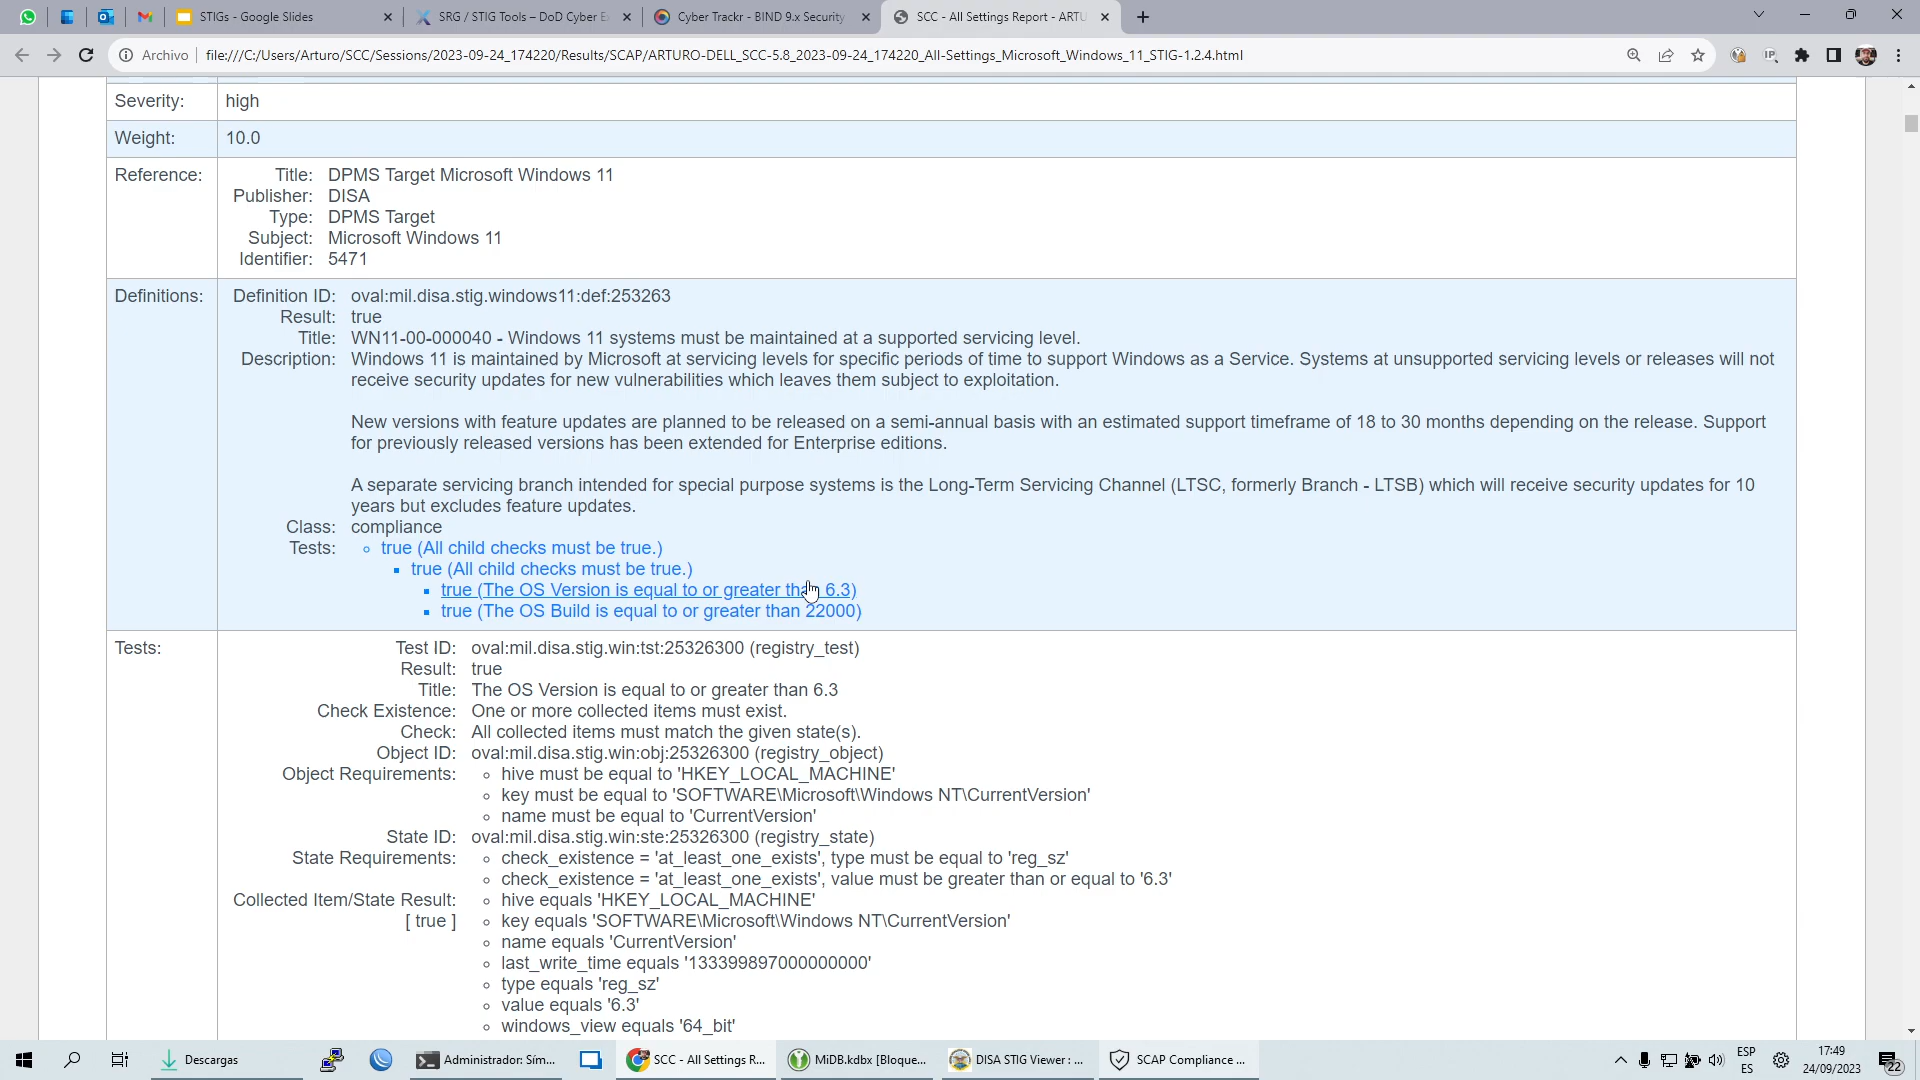 STIGs - Google Slides
SRG / STIG Tools – DoD Cyber E
Cyber Trackr - BIND 9.x Security
SCC - All Settings Report - ARTU
Archivo file:///C:/Users/Arturo/SCC/Sessions/2023-09-24_174220/Results/SCAP/ARTURO-DELL_SCC-5.8_2023-09-24_174220_All-Settings_Microsoft_Windows_11_STIG-1.2.4.html
Severity: high
Weight: 10.0
Reference: Title: DPMS Target Microsoft Windows 11
Publisher: DISA
Type: DPMS Target
Subject: Microsoft Windows 11
Identifier: 5471
Definitions: Definition ID: oval:mil.disa.stig.windows11:def:253263
Result: true
Title: WN11-00-000040 - Windows 11 systems must be maintained at a supported servicing level.
Description: Windows 11 is maintained by Microsoft at servicing levels for specific periods of time to support Windows as a Service. Systems at unsupported servicing levels or releases will not
receive security updates for new vulnerabilities which leaves them subject to exploitation.
New versions with feature updates are planned to be released on a semi-annual basis with an estimated support timeframe of 18 to 30 months depending on the release. Support
for previously released versions has been extended for Enterprise editions.
A separate servicing branch intended for special purpose systems is the Long-Term Servicing Channel (LTSC, formerly Branch - LTSB) which will receive security updates for 10
years but excludes feature updates.
Class: compliance
Tests: true (All child checks must be true.)
true (All child checks must be true.)
true (The OS Version is equal to or greater than 6.3)
true (The OS Build is equal to or greater than 22000)
Tests: Test ID: oval:mil.disa.stig.win:tst:25326300 (registry_test)
Result: true
Title: The OS Version is equal to or greater than 6.3
Check Existence: One or more collected items must exist.
Check: All collected items must match the given state(s).
Object ID: oval:mil.disa.stig.win:obj:25326300 (registry_object)
Object Requirements: hive must be equal to 'HKEY_LOCAL_MACHINE'
key must be equal to 'SOFTWARE\Microsoft\Windows NT\CurrentVersion'
name must be equal to 'CurrentVersion'
State ID: oval:mil.disa.stig.win:ste:25326300 (registry_state)
State Requirements: check_existence = 'at_least_one_exists', type must be equal to 'reg_sz'
check_existence = 'at_least_one_exists', value must be greater than or equal to '6.3'
Collected Item/State Result: hive equals 'HKEY_LOCAL_MACHINE'
[ true ] key equals 'SOFTWARE\Microsoft\Windows NT\CurrentVersion'
name equals 'CurrentVersion'
last_write_time equals '133399897000000000'
type equals 'reg_sz'
value equals '6.3'
windows_view equals '64_bit'
Descargas
Administrador: Sím...
SCC - All Settings R...
MiDB.kdbx [Bloque...
DISA STIG Viewer : ...
SCAP Compliance ...
ESP
ES
17:49
24/09/2023
22